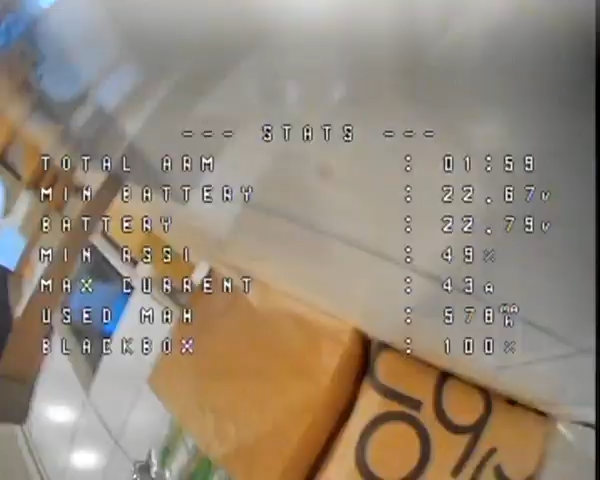 --- STATS ---
TOTAL ARM : 01:59
MIN BATTERY : 22.67V
BATTERY : 22.79V
MIN RSSI : 49%
MAX CURRENT : 43A
USED MAH : 578MAH
BLACKBOX : 100%